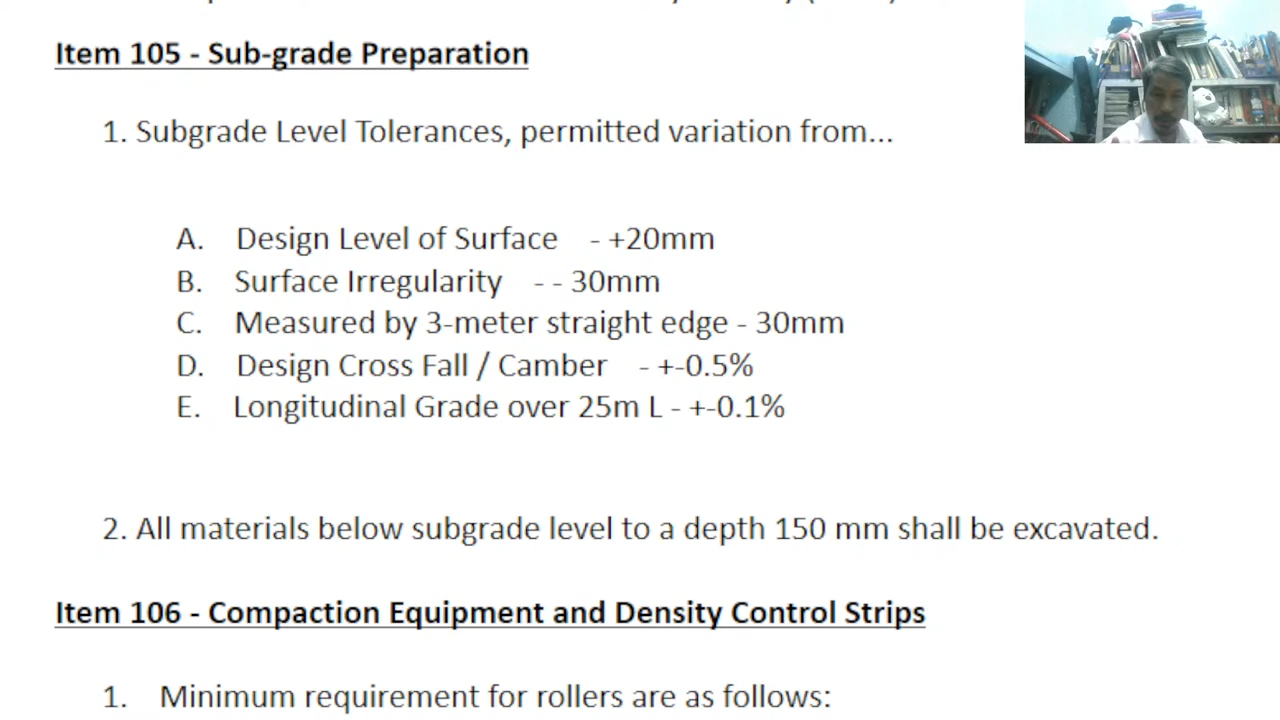 Item 105 - Sub-grade Preparation
1. Subgrade Level Tolerances, permitted variation from...
A. Design Level of Surface - +20mm
B. Surface Irregularity - - 30mm
C. Measured by 3-meter straight edge - 30mm
D. Design Cross Fall / Camber - +-0.5%
E. Longitudinal Grade over 25m L - +-0.1%
2. All materials below subgrade level to a depth 150 mm shall be excavated.
Item 106 - Compaction Equipment and Density Control Strips
1. Minimum requirement for rollers are as follows: